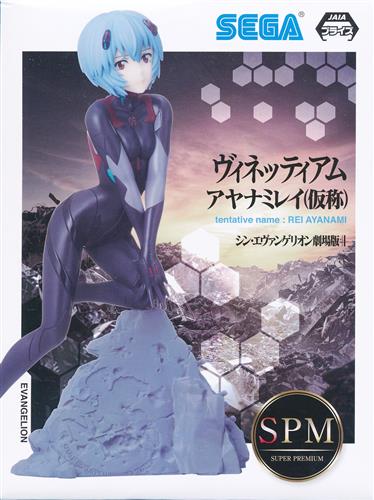 SEGA®
JAIA
プライズ
ヴィネッティアム
アヤナミレイ(仮称)
tentative name : REI AYANAMI
シン・エヴァンゲリオン劇場版:||
EVANGELION
SPM
SUPER PREMIUM